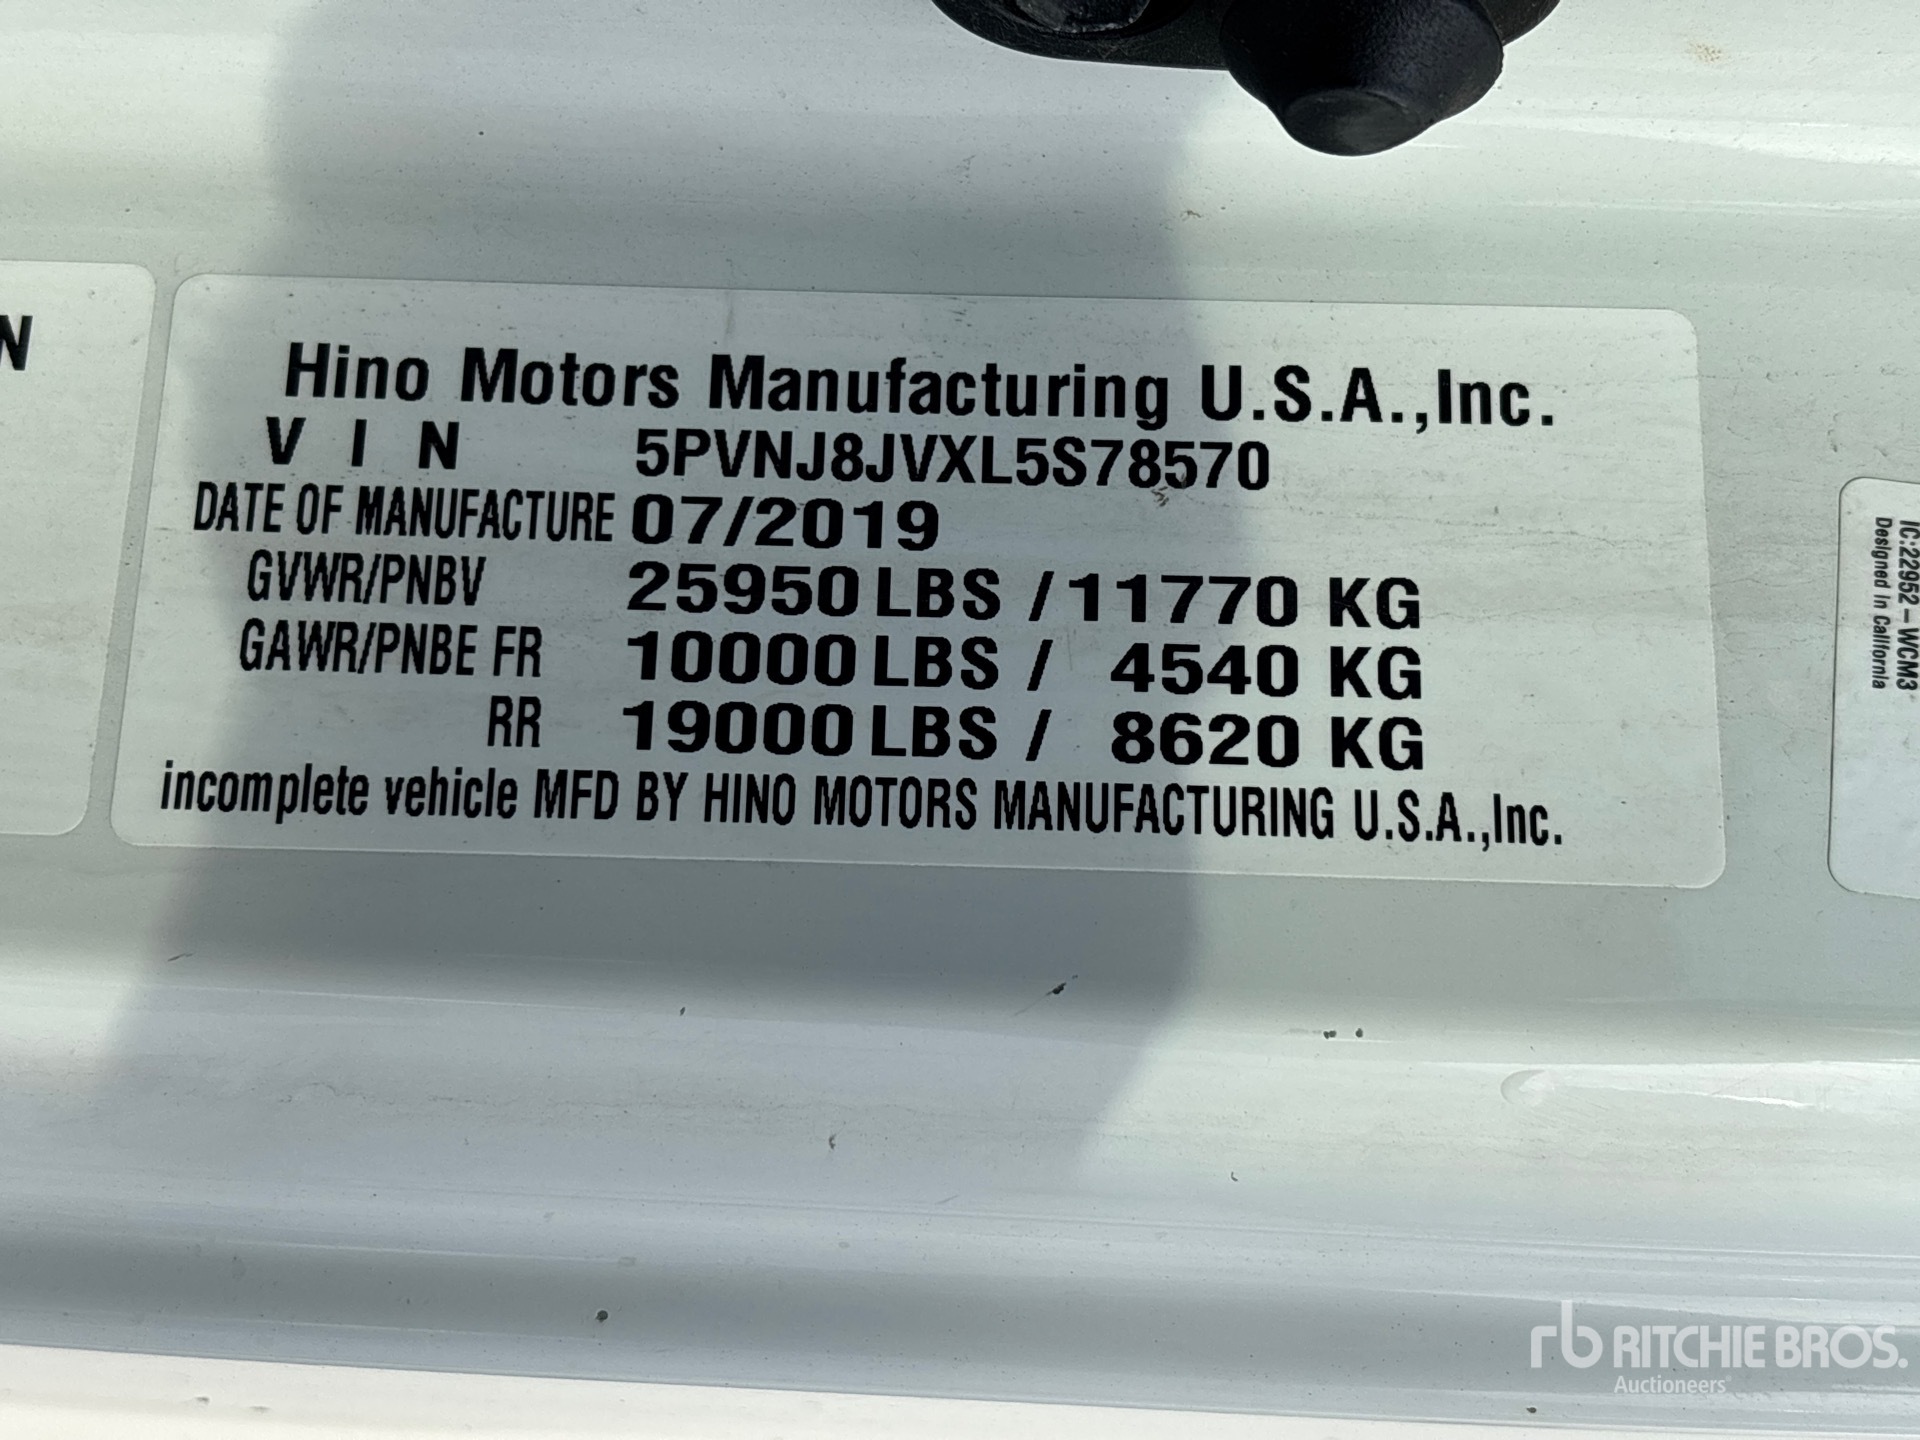 N
Hino Motors Manufacturing U.S.A.,Inc.
V I N 5PVNJ8JVXL5S78570
DATE OF MANUFACTURE 07/2019
GVWR/PNBV 25950 LBS / 11770 KG
GAWR/PNBE FR 10000 LBS / 4540 KG
RR 19000 LBS / 8620 KG
incomplete vehicle MFD BY HINO MOTORS MANUFACTURING U.S.A.,Inc.
IC:22952-WCM3
Designed in California
rb RITCHIE BROS.
Auctioneers